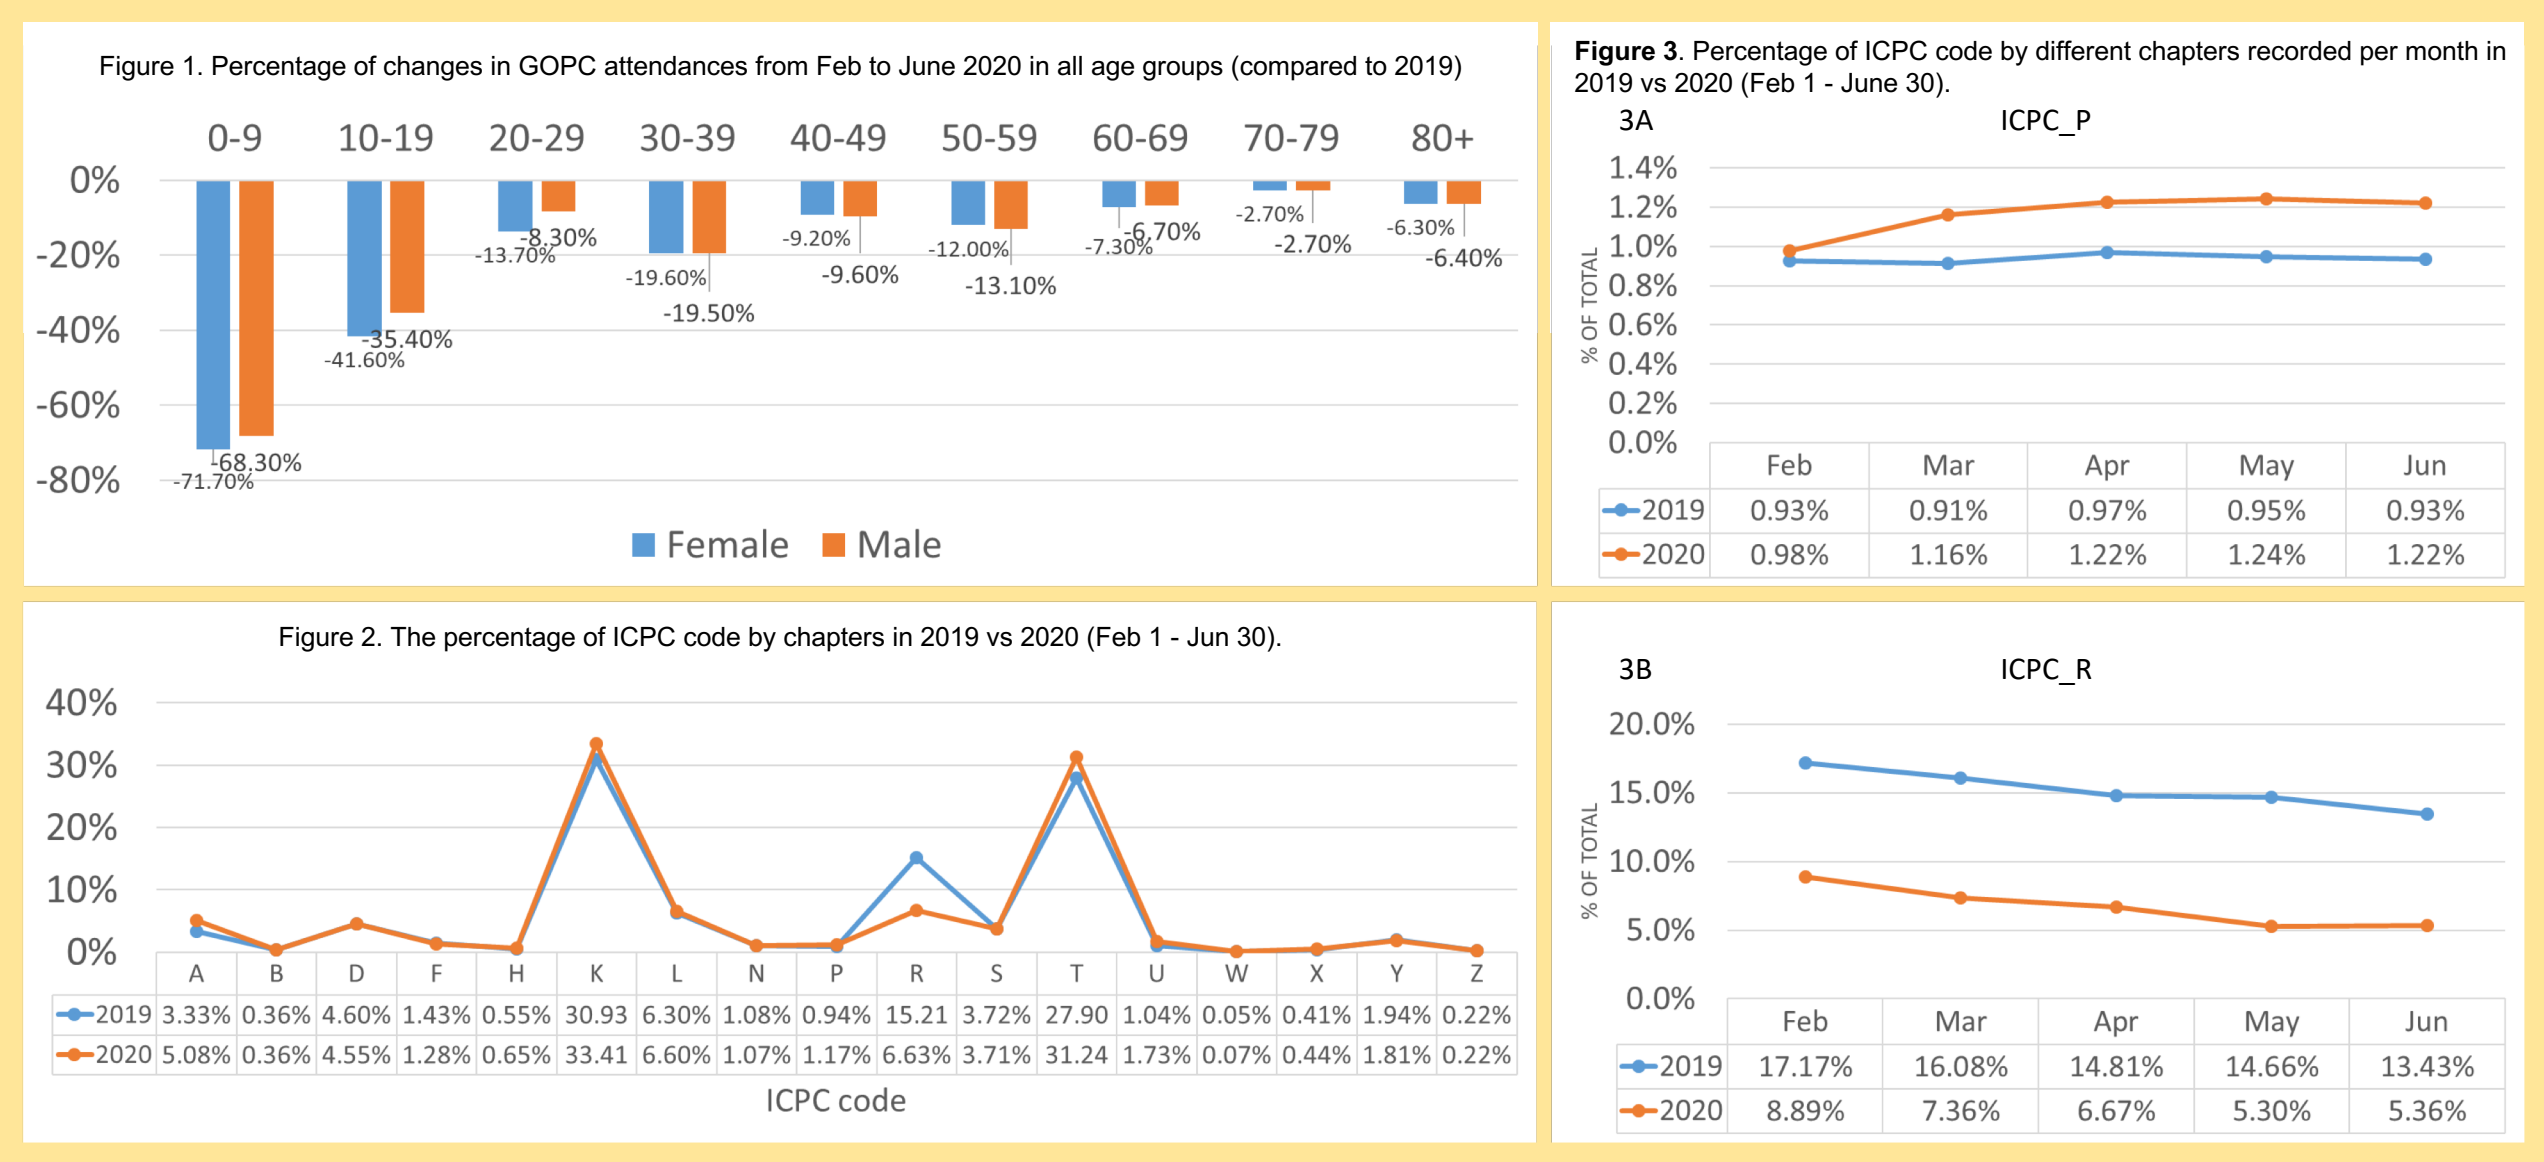 Figure 1. Percentage of changes in GOPC attendances from Feb to June 2020 in all age groups (compared to 2019)
0-9 10-19 20-29 30-39 40-49 50-59 60-69 70-79 80+
0%
-20%
-40%
-60%
-80%
-71.70% -68.30%
-41.60% -35.40%
-13.70% -8.30%
-19.60% -19.50%
-9.20% -9.60%
-12.00% -13.10%
-7.30% -6.70%
-2.70% -2.70%
-6.30% -6.40%
Female Male
Figure 2. The percentage of ICPC code by chapters in 2019 vs 2020 (Feb 1 - Jun 30).
40%
30%
20%
10%
0%
A B D F H K L N P R S T U W X Y Z
2019 3.33% 0.36% 4.60% 1.43% 0.55% 30.93 6.30% 1.08% 0.94% 15.21 3.72% 27.90 1.04% 0.05% 0.41% 1.94% 0.22%
2020 5.08% 0.36% 4.55% 1.28% 0.65% 33.41 6.60% 1.07% 1.17% 6.63% 3.71% 31.24 1.73% 0.07% 0.44% 1.81% 0.22%
ICPC code
Figure 3. Percentage of ICPC code by different chapters recorded per month in
2019 vs 2020 (Feb 1 - June 30).
3A ICPC_P
% OF TOTAL
1.4%
1.2%
1.0%
0.8%
0.6%
0.4%
0.2%
0.0%
Feb Mar Apr May Jun
2019 0.93% 0.91% 0.97% 0.95% 0.93%
2020 0.98% 1.16% 1.22% 1.24% 1.22%
3B ICPC_R
% OF TOTAL
20.0%
15.0%
10.0%
5.0%
0.0%
Feb Mar Apr May Jun
2019 17.17% 16.08% 14.81% 14.66% 13.43%
2020 8.89% 7.36% 6.67% 5.30% 5.36%